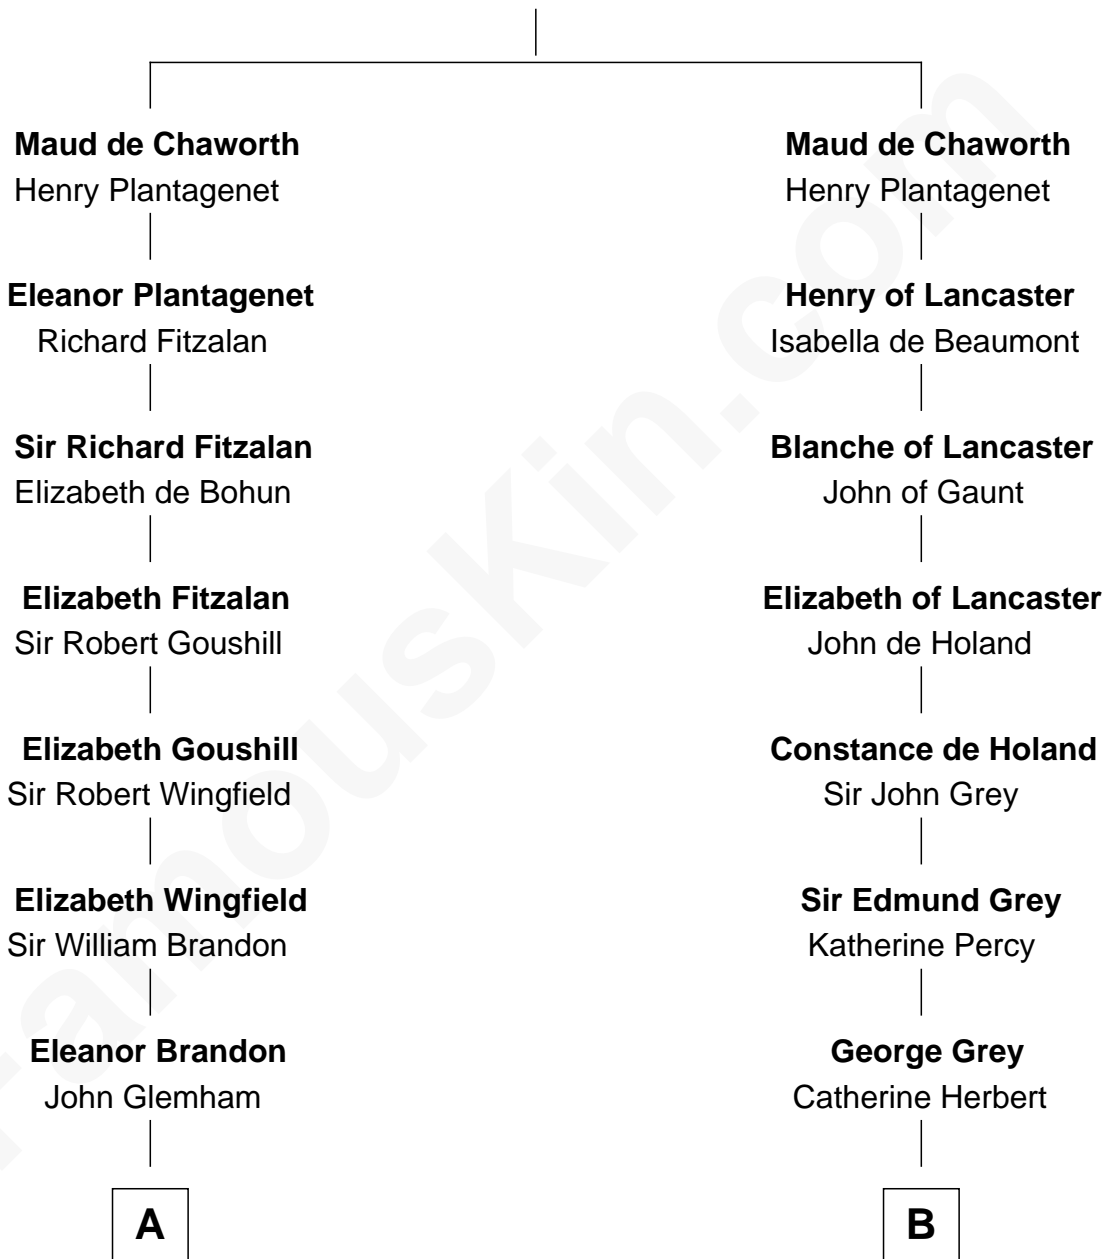 Maud de Chaworth
Henry Plantagenet
Eleanor Plantagenet
Richard Fitzalan
Sir Richard Fitzalan
Elizabeth de Bohun
Elizabeth Fitzalan
Sir Robert Goushill
Elizabeth Goushill
Sir Robert Wingfield
Elizabeth Wingfield
Sir William Brandon
Eleanor Brandon
John Glemham
A
Maud de Chaworth
Henry Plantagenet
Henry of Lancaster
Isabella de Beaumont
Blanche of Lancaster
John of Gaunt
Elizabeth of Lancaster
John de Holand
Constance de Holand
Sir John Grey
Sir Edmund Grey
Katherine Percy
George Grey
Catherine Herbert
B
FamousKin.com